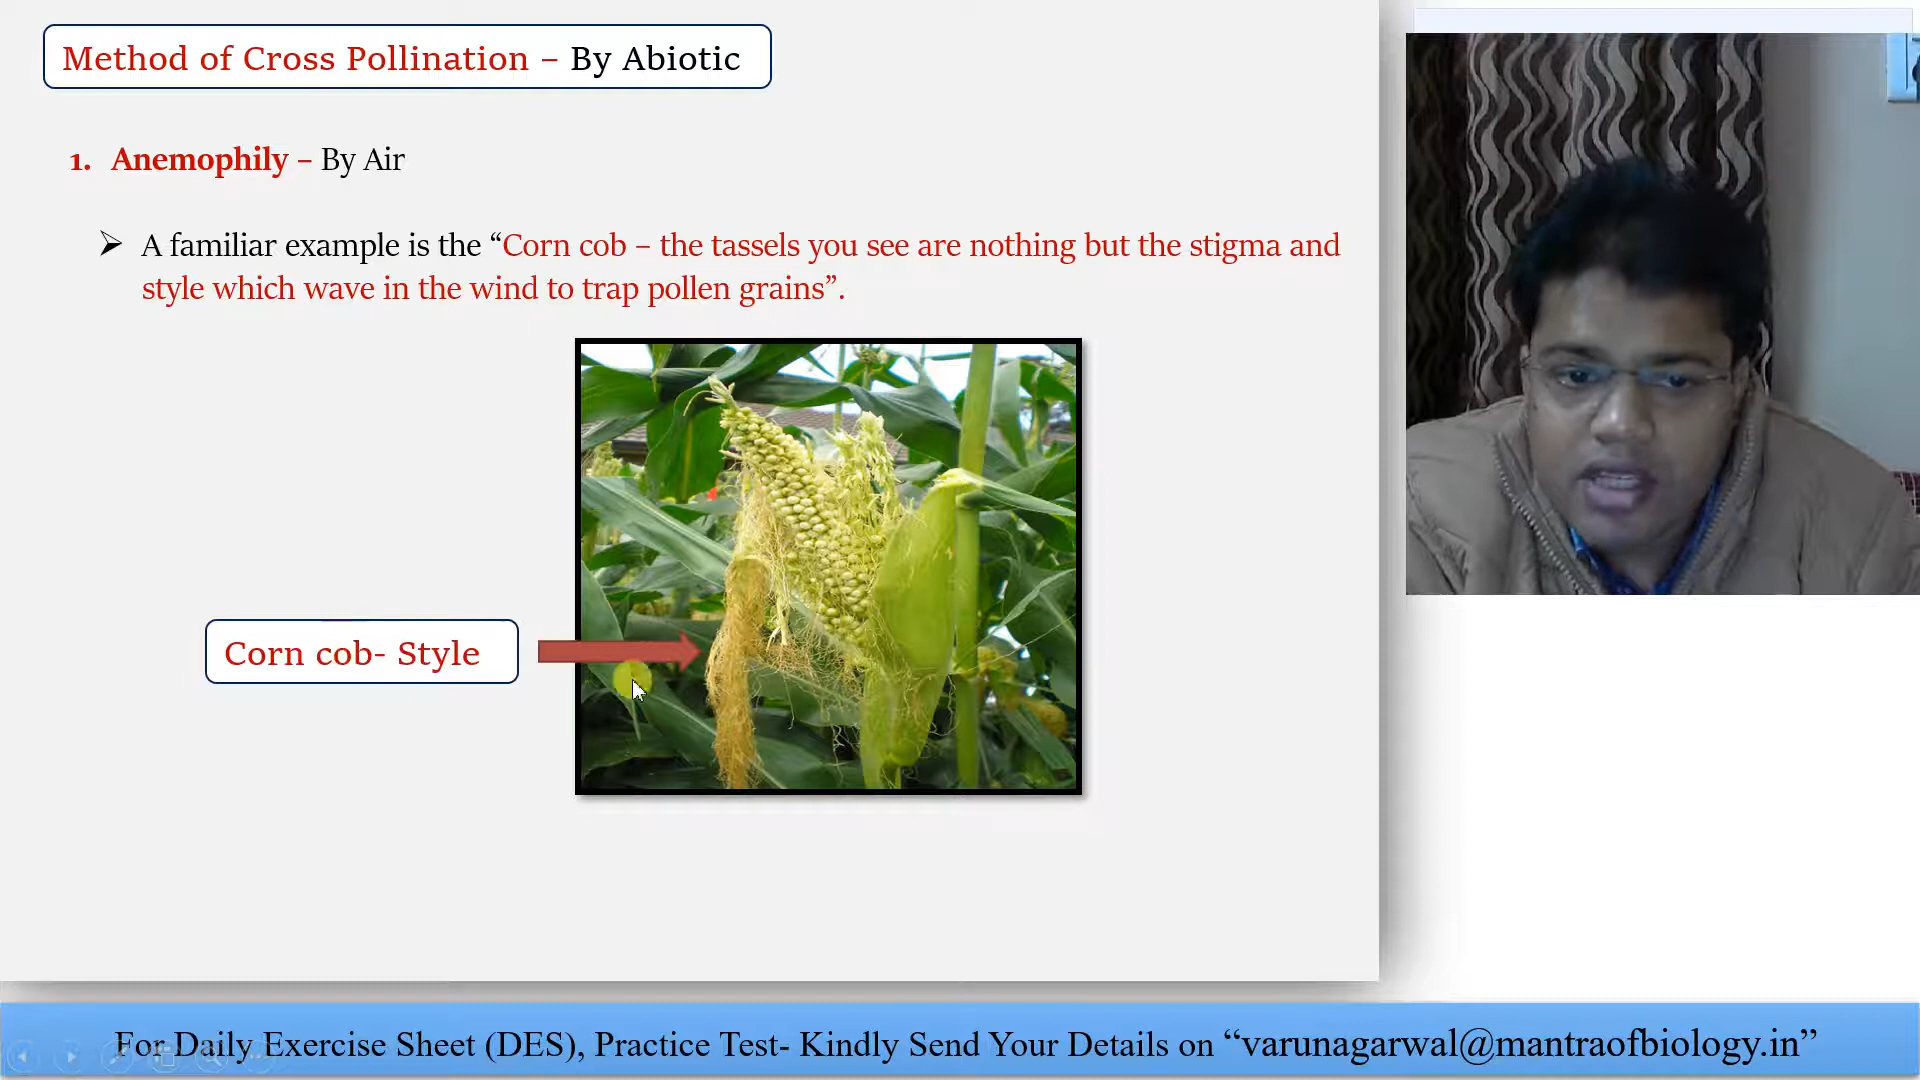 Method of Cross Pollination – By Abiotic
1. Anemophily – By Air
➢ A familiar example is the “Corn cob – the tassels you see are nothing but the stigma and
style which wave in the wind to trap pollen grains”.
Corn cob- Style
For Daily Exercise Sheet (DES), Practice Test- Kindly Send Your Details on “varunagarwal@mantraofbiology.in”